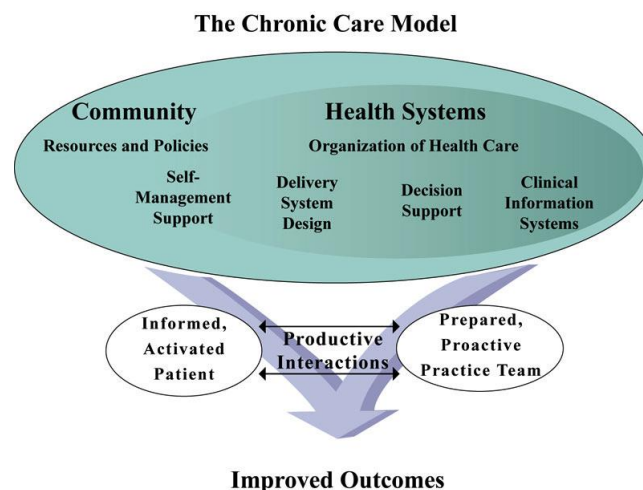 The Chronic Care Model
Community
Health Systems
Resources and Policies
Organization of Health Care
Self-
Management
Support
Delivery
System
Design
Decision
Support
Clinical
Information
Systems
Informed,
Activated
Patient
Productive
Interactions
Prepared,
Proactive
Practice Team
Improved Outcomes